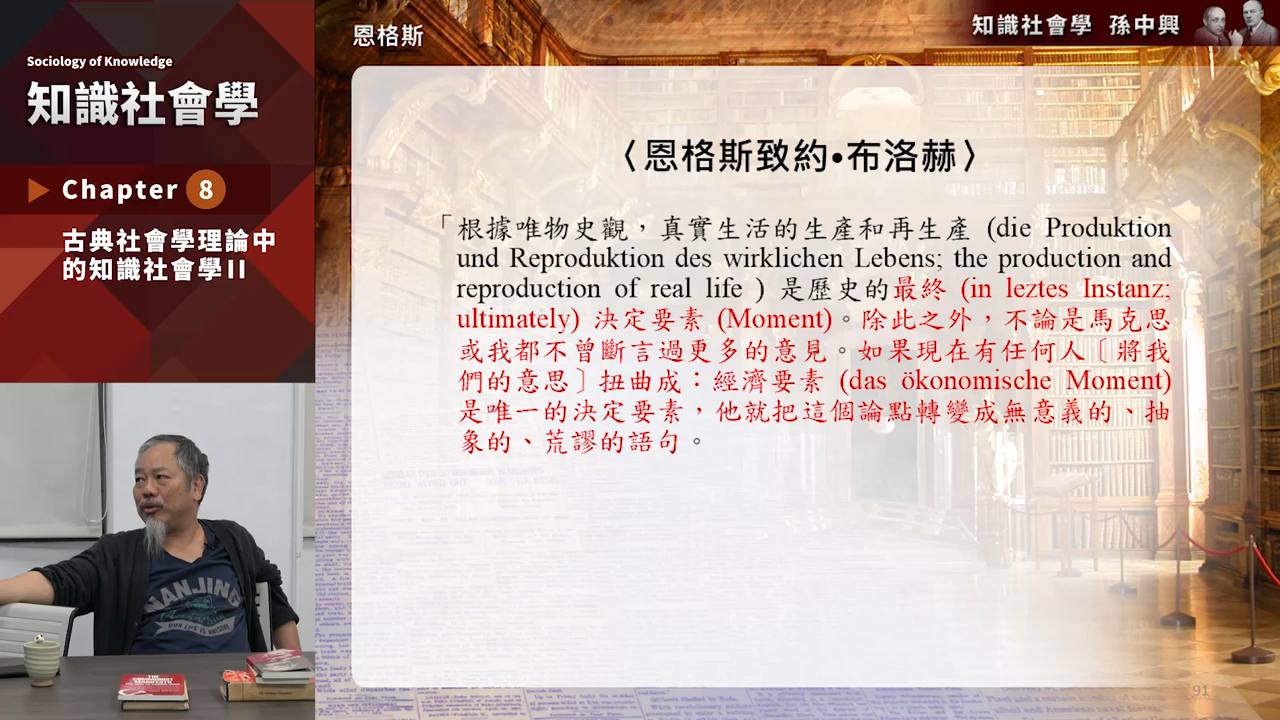 Sociology of Knowledge
知識社會學
Chapter 8
古典社會學理論中
的知識社會學II
恩格斯
知識社會學 孫中興
〈恩格斯致約•布洛赫〉
「根據唯物史觀，真實生活的生產和再生產 (die Produktion
und Reproduktion des wirklichen Lebens; the production and
reproduction of real life ) 是歷史的最終 (in leztes Instanz;
ultimately) 決定要素 (Moment)。除此之外，不論是馬克思
或我都不曾斷言過更多的意見。如果現在有任何人〔將我
們的意思〕扭曲成：經濟要素 (das ökonomische Moment)
是唯一的決定要素，他就把這個論點轉變成無意義的、抽
象的、荒謬的語句。
NANJING
91